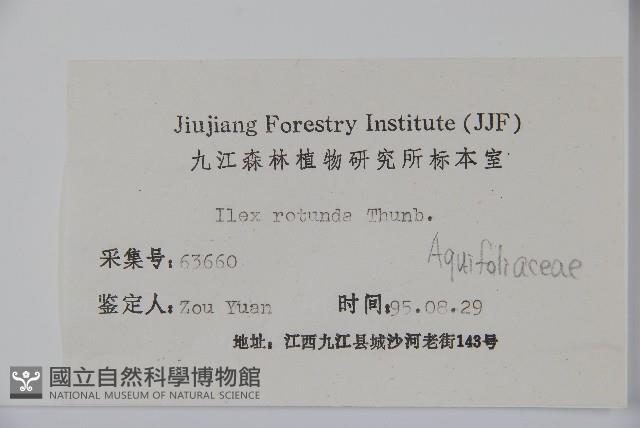 Jiujiang Forestry Institute (JJF)
九江森林植物研究所标本室
Ilex rotunda Thunb.
采集号:63660
Aquifoliaceae
鉴定人:Zou Yuan 时间:95.08.29
地址:江西九江县城沙河老街143号
國立自然科學博物館
NATIONAL MUSEUM OF NATURAL SCIENCE